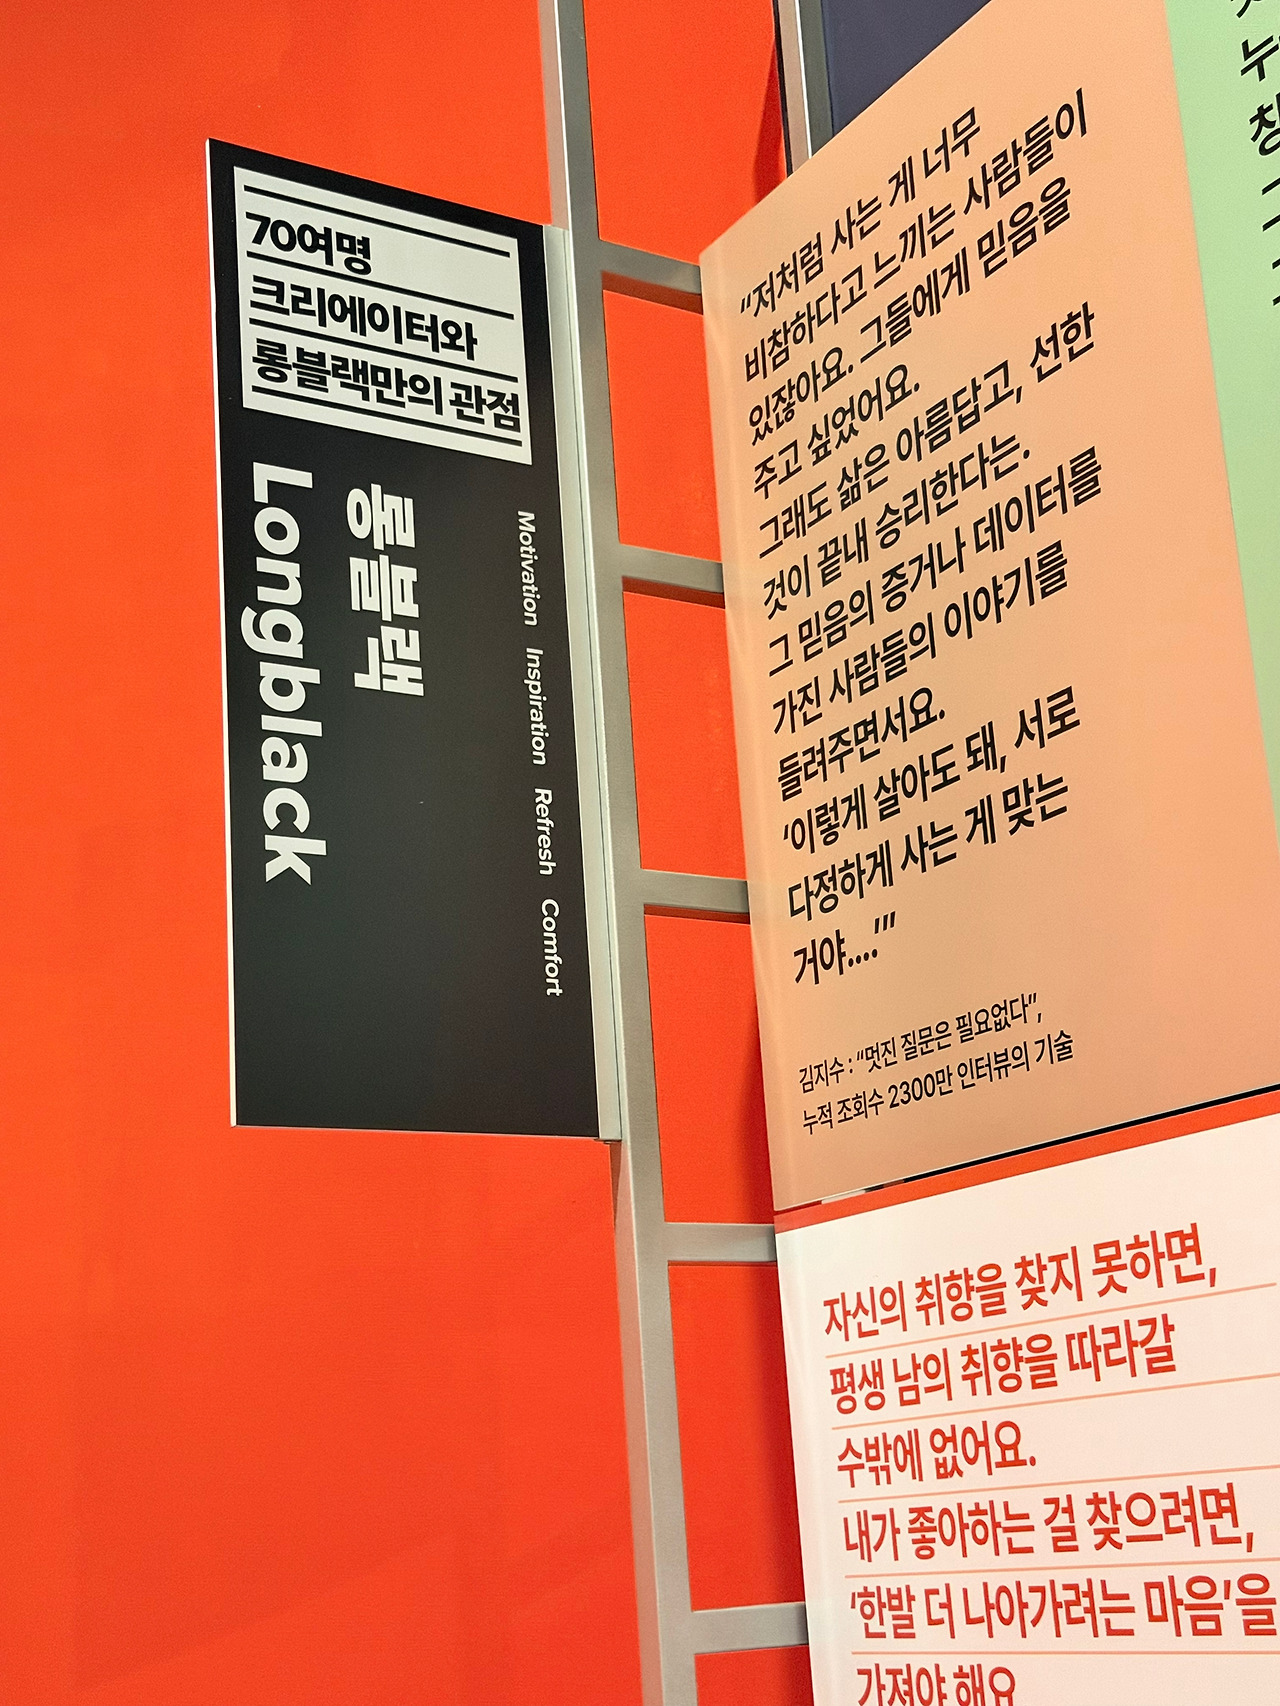 70여명
크리에이터와
롱블랙만의 관점
롱블랙
Longblack
Motivation Inspiration Refresh Comfort
“저처럼 사는 게 너무
비참하다고 느끼는 사람들이
있잖아요. 그들에게 믿음을
주고 싶었어요.
그래도 삶은 아름답고, 선한
것이 끝내 승리한다는.
그 믿음의 증거나 데이터를
가진 사람들의 이야기를
들려주면서요.
‘이렇게 살아도 돼, 서로
다정하게 사는 게 맞는
거야....’”
김지수 : “멋진 질문은 필요없다”,
누적 조회수 2300만 인터뷰의 기술
자신의 취향을 찾지 못하면,
평생 남의 취향을 따라갈
수밖에 없어요.
내가 좋아하는 걸 찾으려면,
‘한발 더 나아가려는 마음’을
가져야 해요
누
창